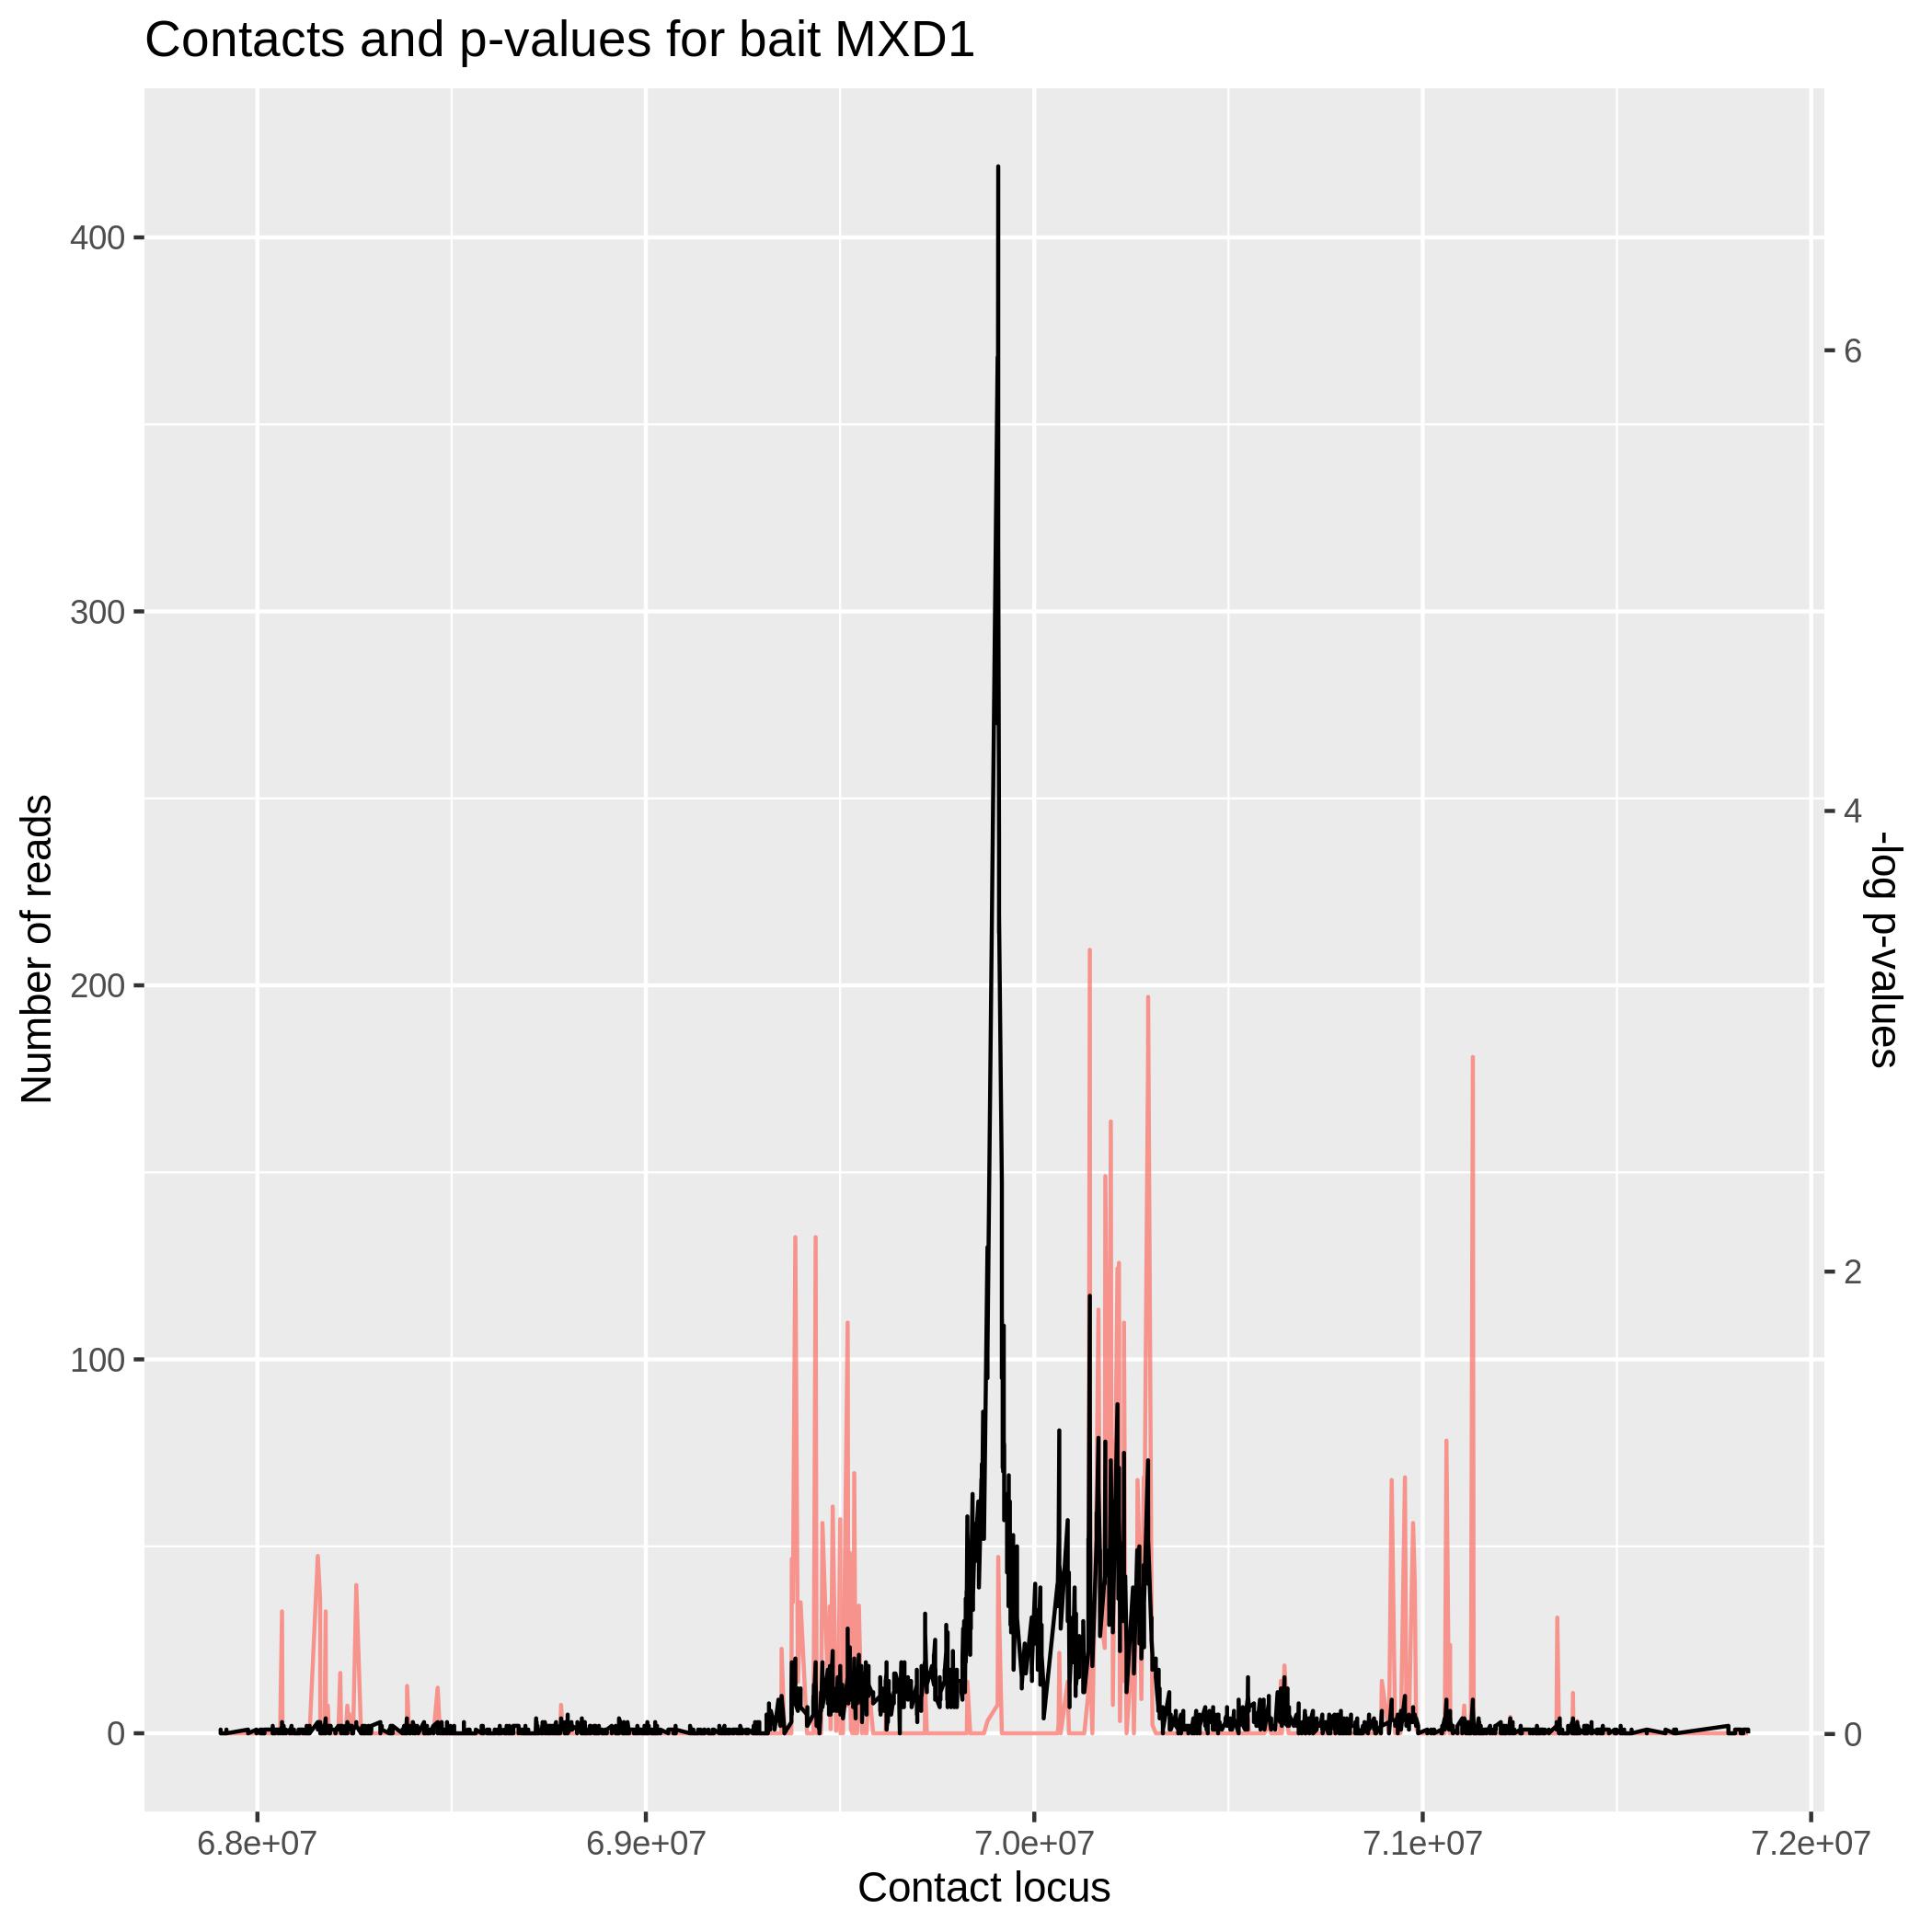 Contacts and p-values for bait MXD1
400
300
200
100
0
6
4
2
0
Number of reads
-log p-values
6.8e+07
6.9e+07
7.0e+07
7.1e+07
7.2e+07
Contact locus